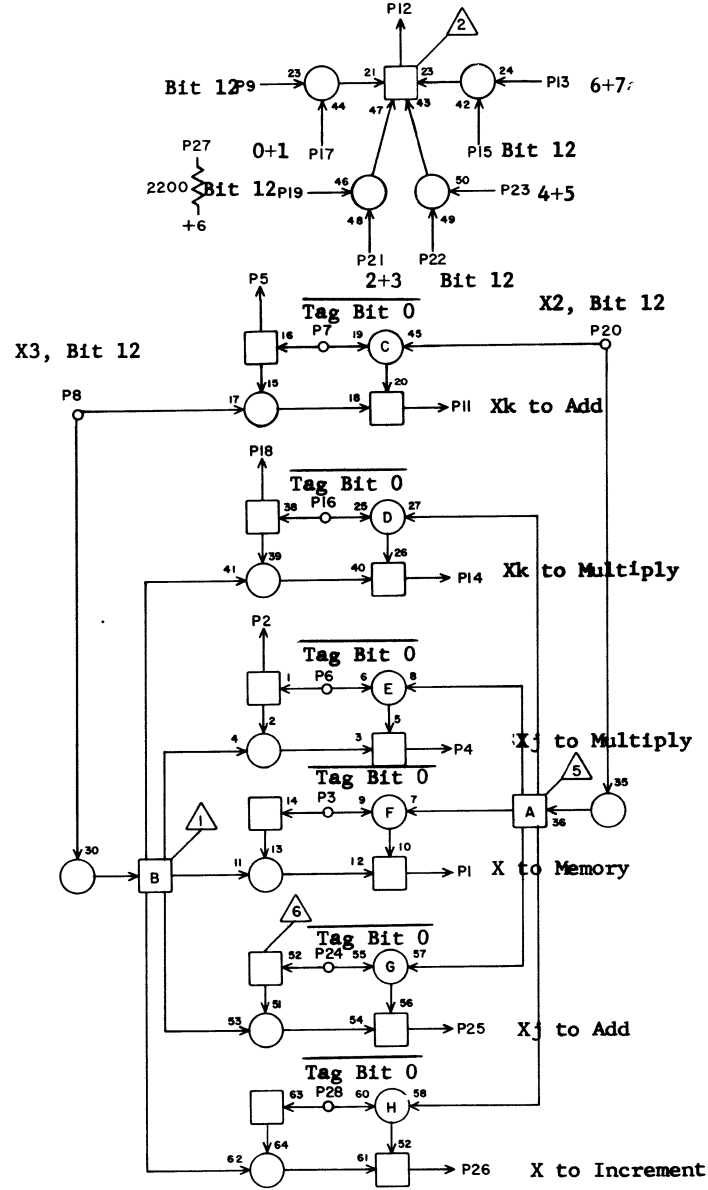 P12
2
Bit 12 P9 23 21 23 24 P13 6+7
44 47 43 42
P27 0+1 P17 P15 Bit 12
2200 Bit 12 P19 46 50 P23 4+5
+6 48 49
P21 P22
2+3 Bit 12
P5
Tag Bit 0 X2, Bit 12
P7 P20
X3, Bit 12 16 19 C 45
P8 15 20
17 18 P11 Xk to Add
P18
Tag Bit 0
P16
38 25 D 27
39 26
41 40 P14 Xk to Multiply
P2
Tag Bit 0
P6
1 6 E 8
2 5
4 3 P4 Xj to Multiply
Tag Bit 0 5
P3 35
14 9 F 7 A 36
1 13 10
30 B 11 12 P1 X to Memory
6
Tag Bit 0
52 P24 55 G 57
51 56
53 54 P25 Xj to Add
Tag Bit 0
P28
63 60 H 58
64 52
62 61 P26 X to Increment